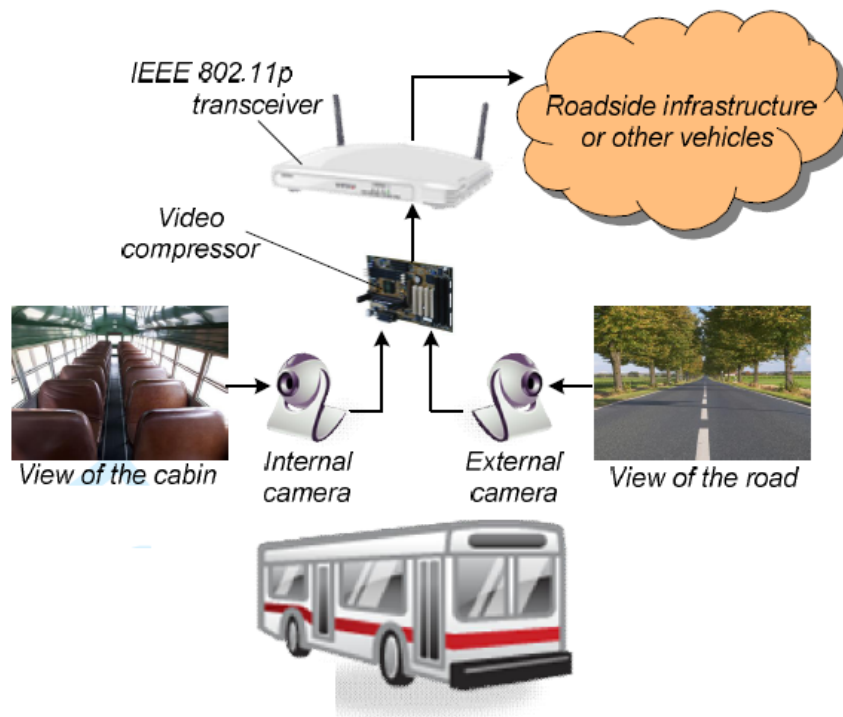 IEEE 802.11p
transceiver
Roadside infrastructure
or other vehicles
Video
compressor
View of the cabin
Internal
camera
External
camera
View of the road